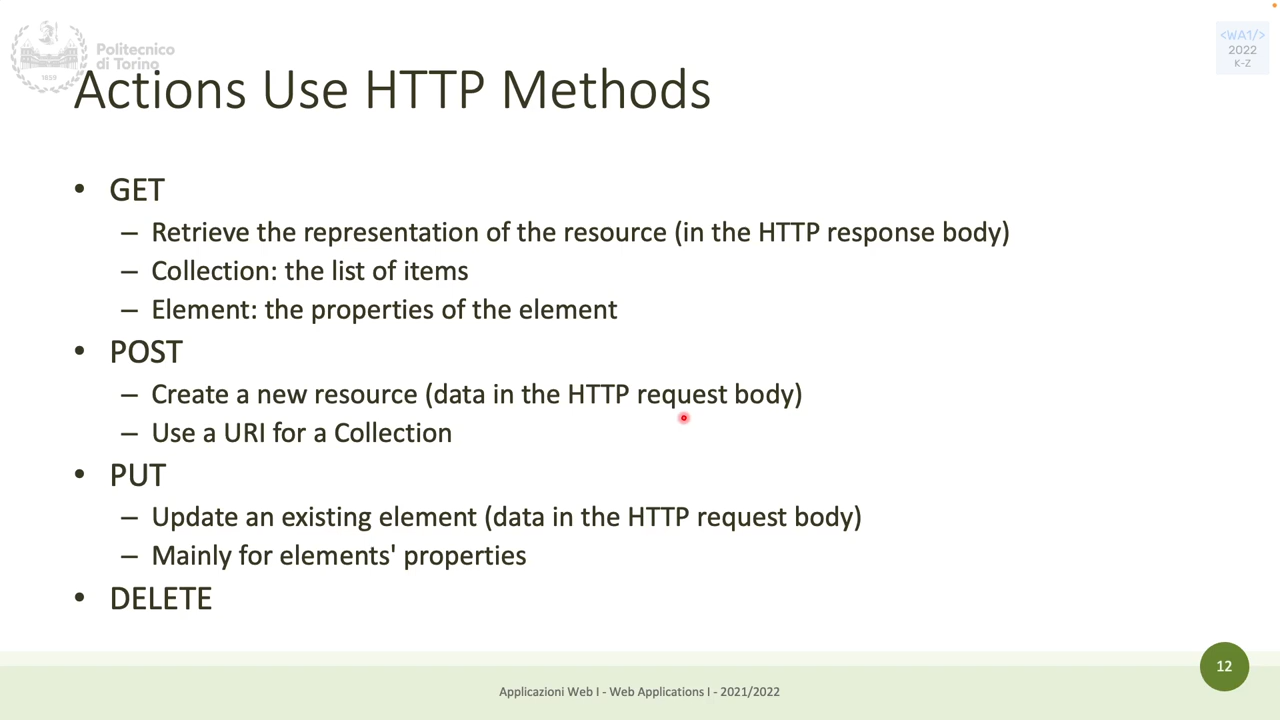 Politecnico
di Torino
1859
<WA1/>
2022
K-Z
Actions Use HTTP Methods
• GET
– Retrieve the representation of the resource (in the HTTP response body)
– Collection: the list of items
– Element: the properties of the element
• POST
– Create a new resource (data in the HTTP request body)
– Use a URI for a Collection
• PUT
– Update an existing element (data in the HTTP request body)
– Mainly for elements' properties
• DELETE
12
Applicazioni Web I - Web Applications I - 2021/2022